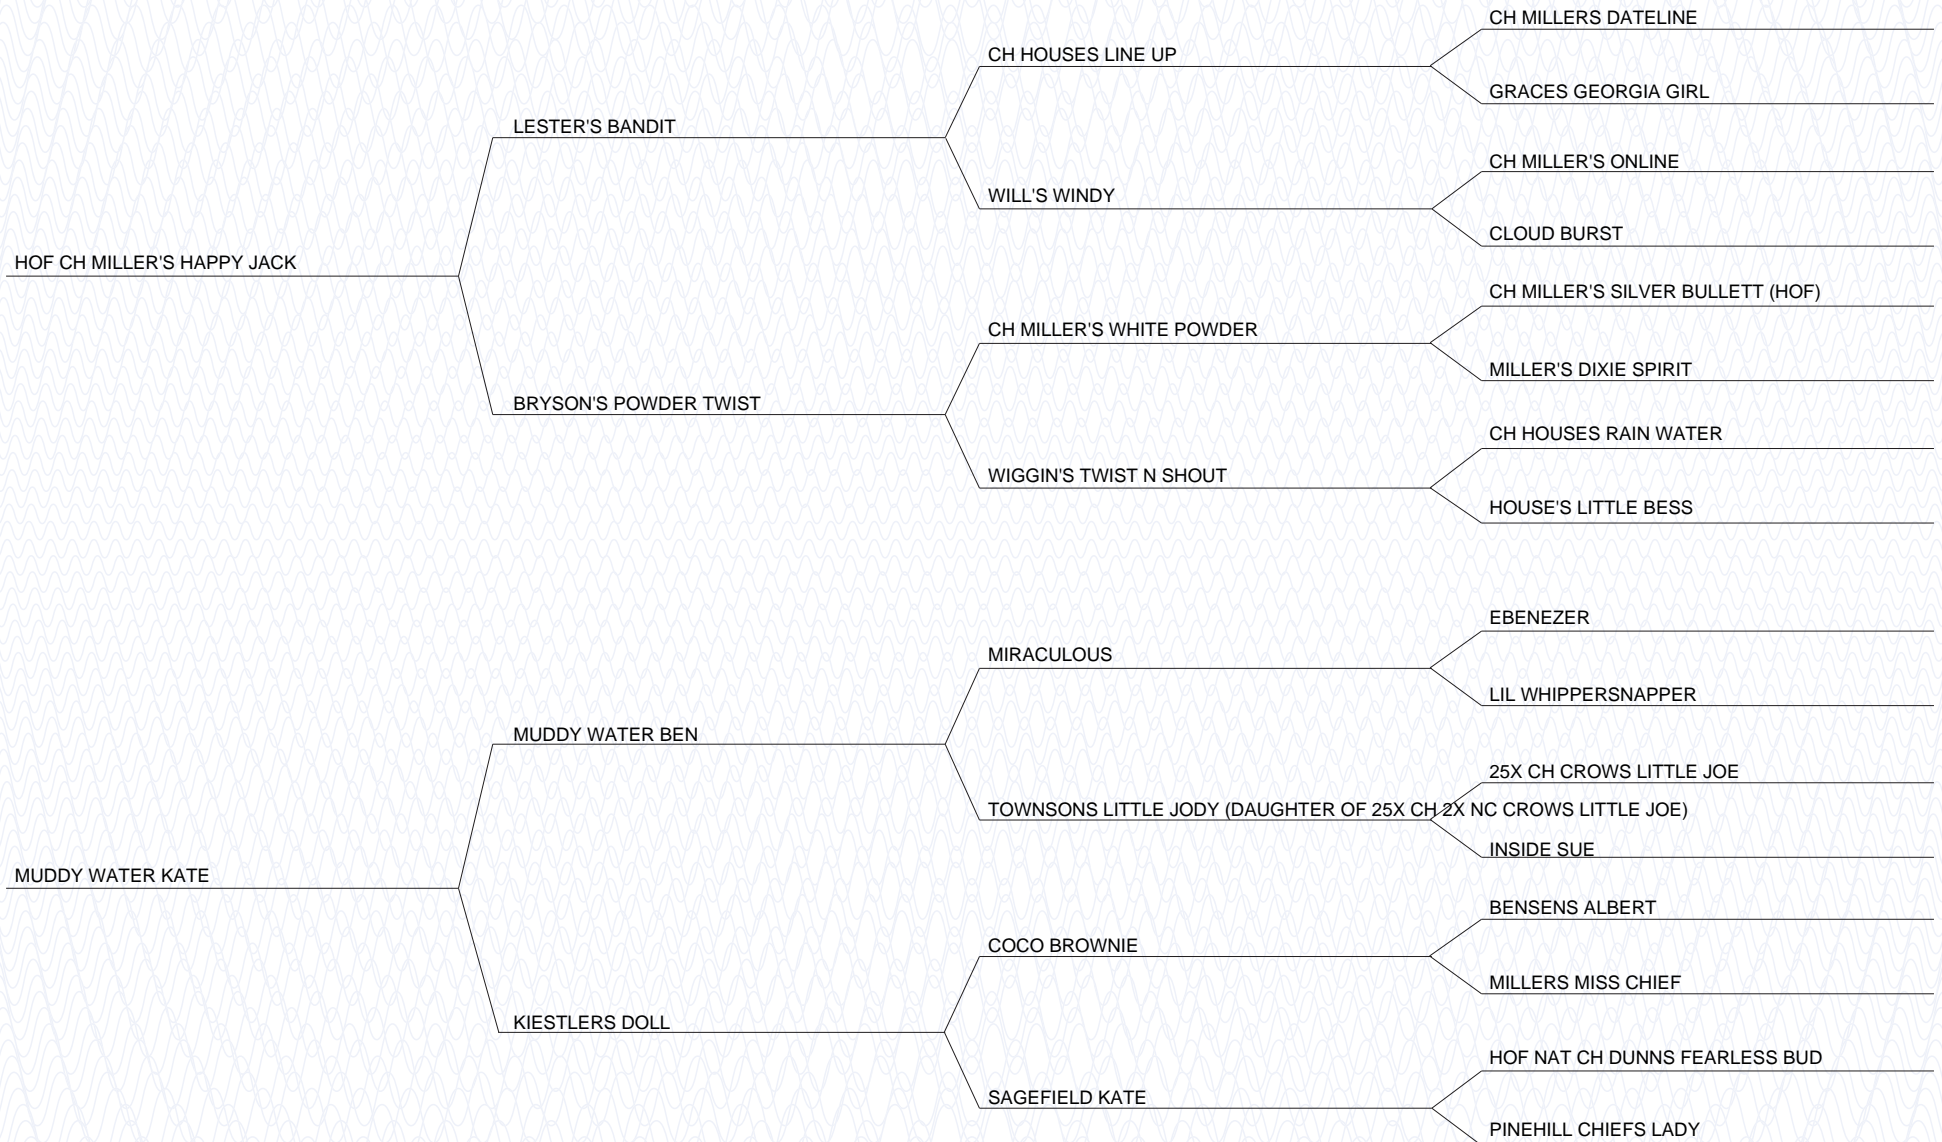 CH MILLERS DATELINE
CH HOUSES LINE UP
GRACES GEORGIA GIRL
LESTER'S BANDIT
CH MILLER'S ONLINE
WILL'S WINDY
CLOUD BURST
HOF CH MILLER'S HAPPY JACK
CH MILLER'S SILVER BULLETT (HOF)
CH MILLER'S WHITE POWDER
MILLER'S DIXIE SPIRIT
BRYSON'S POWDER TWIST
CH HOUSES RAIN WATER
WIGGIN'S TWIST N SHOUT
HOUSE'S LITTLE BESS
EBENEZER
MIRACULOUS
LIL WHIPPERSNAPPER
MUDDY WATER BEN
25X CH CROWS LITTLE JOE
TOWNSONS LITTLE JODY (DAUGHTER OF 25X CH 2X NC CROWS LITTLE JOE)
INSIDE SUE
MUDDY WATER KATE
BENSENS ALBERT
COCO BROWNIE
MILLERS MISS CHIEF
KIESTLERS DOLL
HOF NAT CH DUNNS FEARLESS BUD
SAGEFIELD KATE
PINEHILL CHIEFS LADY